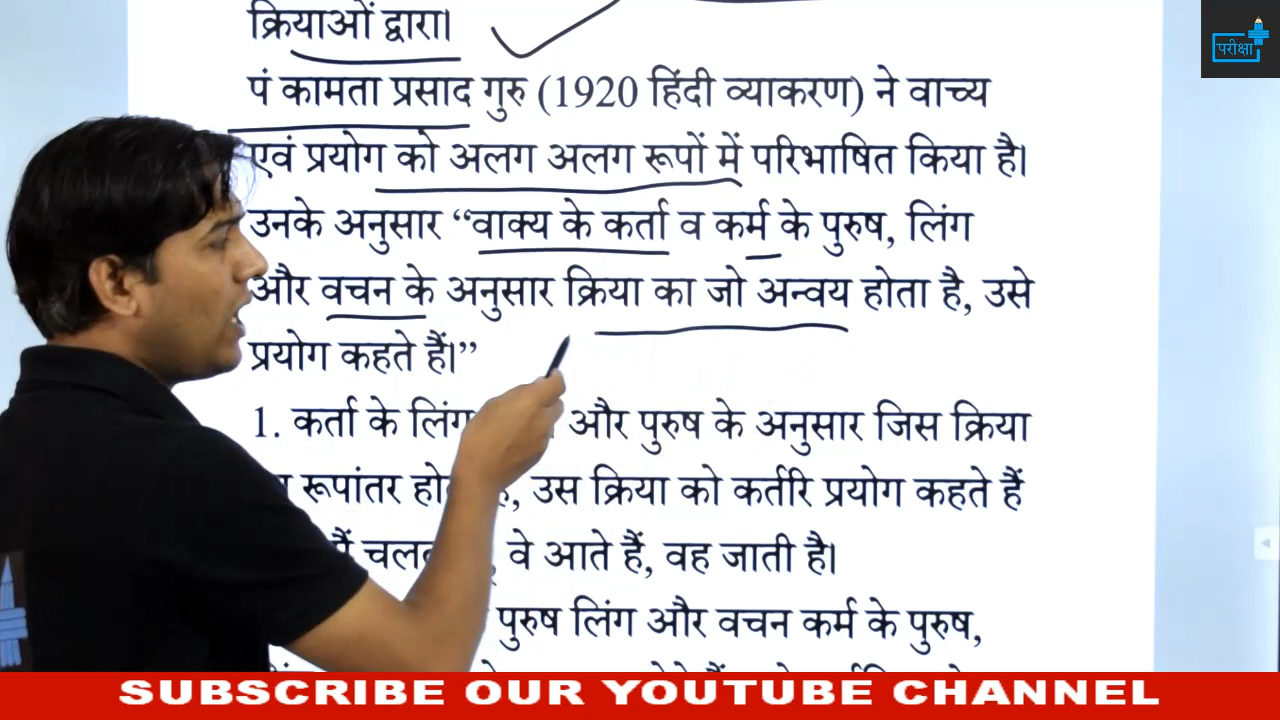 क्रियाओं द्वारा।
परीक्षा
पं कामता प्रसाद गुरु (1920 हिंदी व्याकरण) ने वाच्य
एवं प्रयोग को अलग अलग रूपों में परिभाषित किया है।
उनके अनुसार “वाक्य के कर्ता व कर्म के पुरुष, लिंग
और वचन के अनुसार क्रिया का जो अन्वय होता है, उसे
प्रयोग कहते हैं।”
1. कर्ता के लिंग और पुरुष के अनुसार जिस क्रिया
रूपांतर उस क्रिया को कर्तरि प्रयोग कहते हैं
वे आते हैं, वह जाती है।
पुरुष लिंग और वचन कर्म के पुरुष,
SUBSCRIBE OUR YOUTUBE CHANNEL